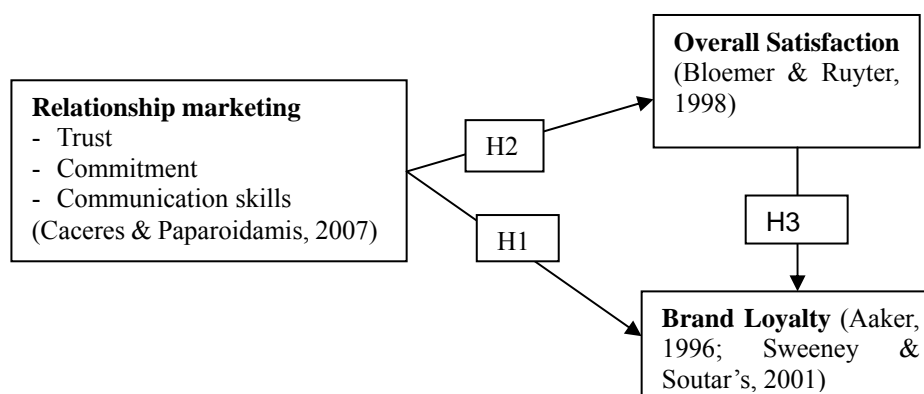 Relationship marketing
- Trust
- Commitment
- Communication skills
(Caceres & Paparoidamis, 2007)
H2
H1
Overall Satisfaction
(Bloemer & Ruyter,
1998)
H3
Brand Loyalty (Aaker,
1996; Sweeney &
Soutar's, 2001)